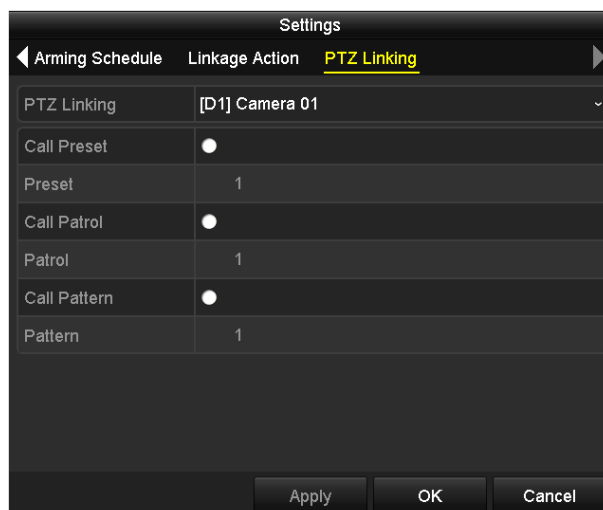 Settings
Arming Schedule Linkage Action PTZ Linking
PTZ Linking [D1] Camera 01
Call Preset
Preset 1
Call Patrol
Patrol 1
Call Pattern
Pattern 1
Apply OK Cancel